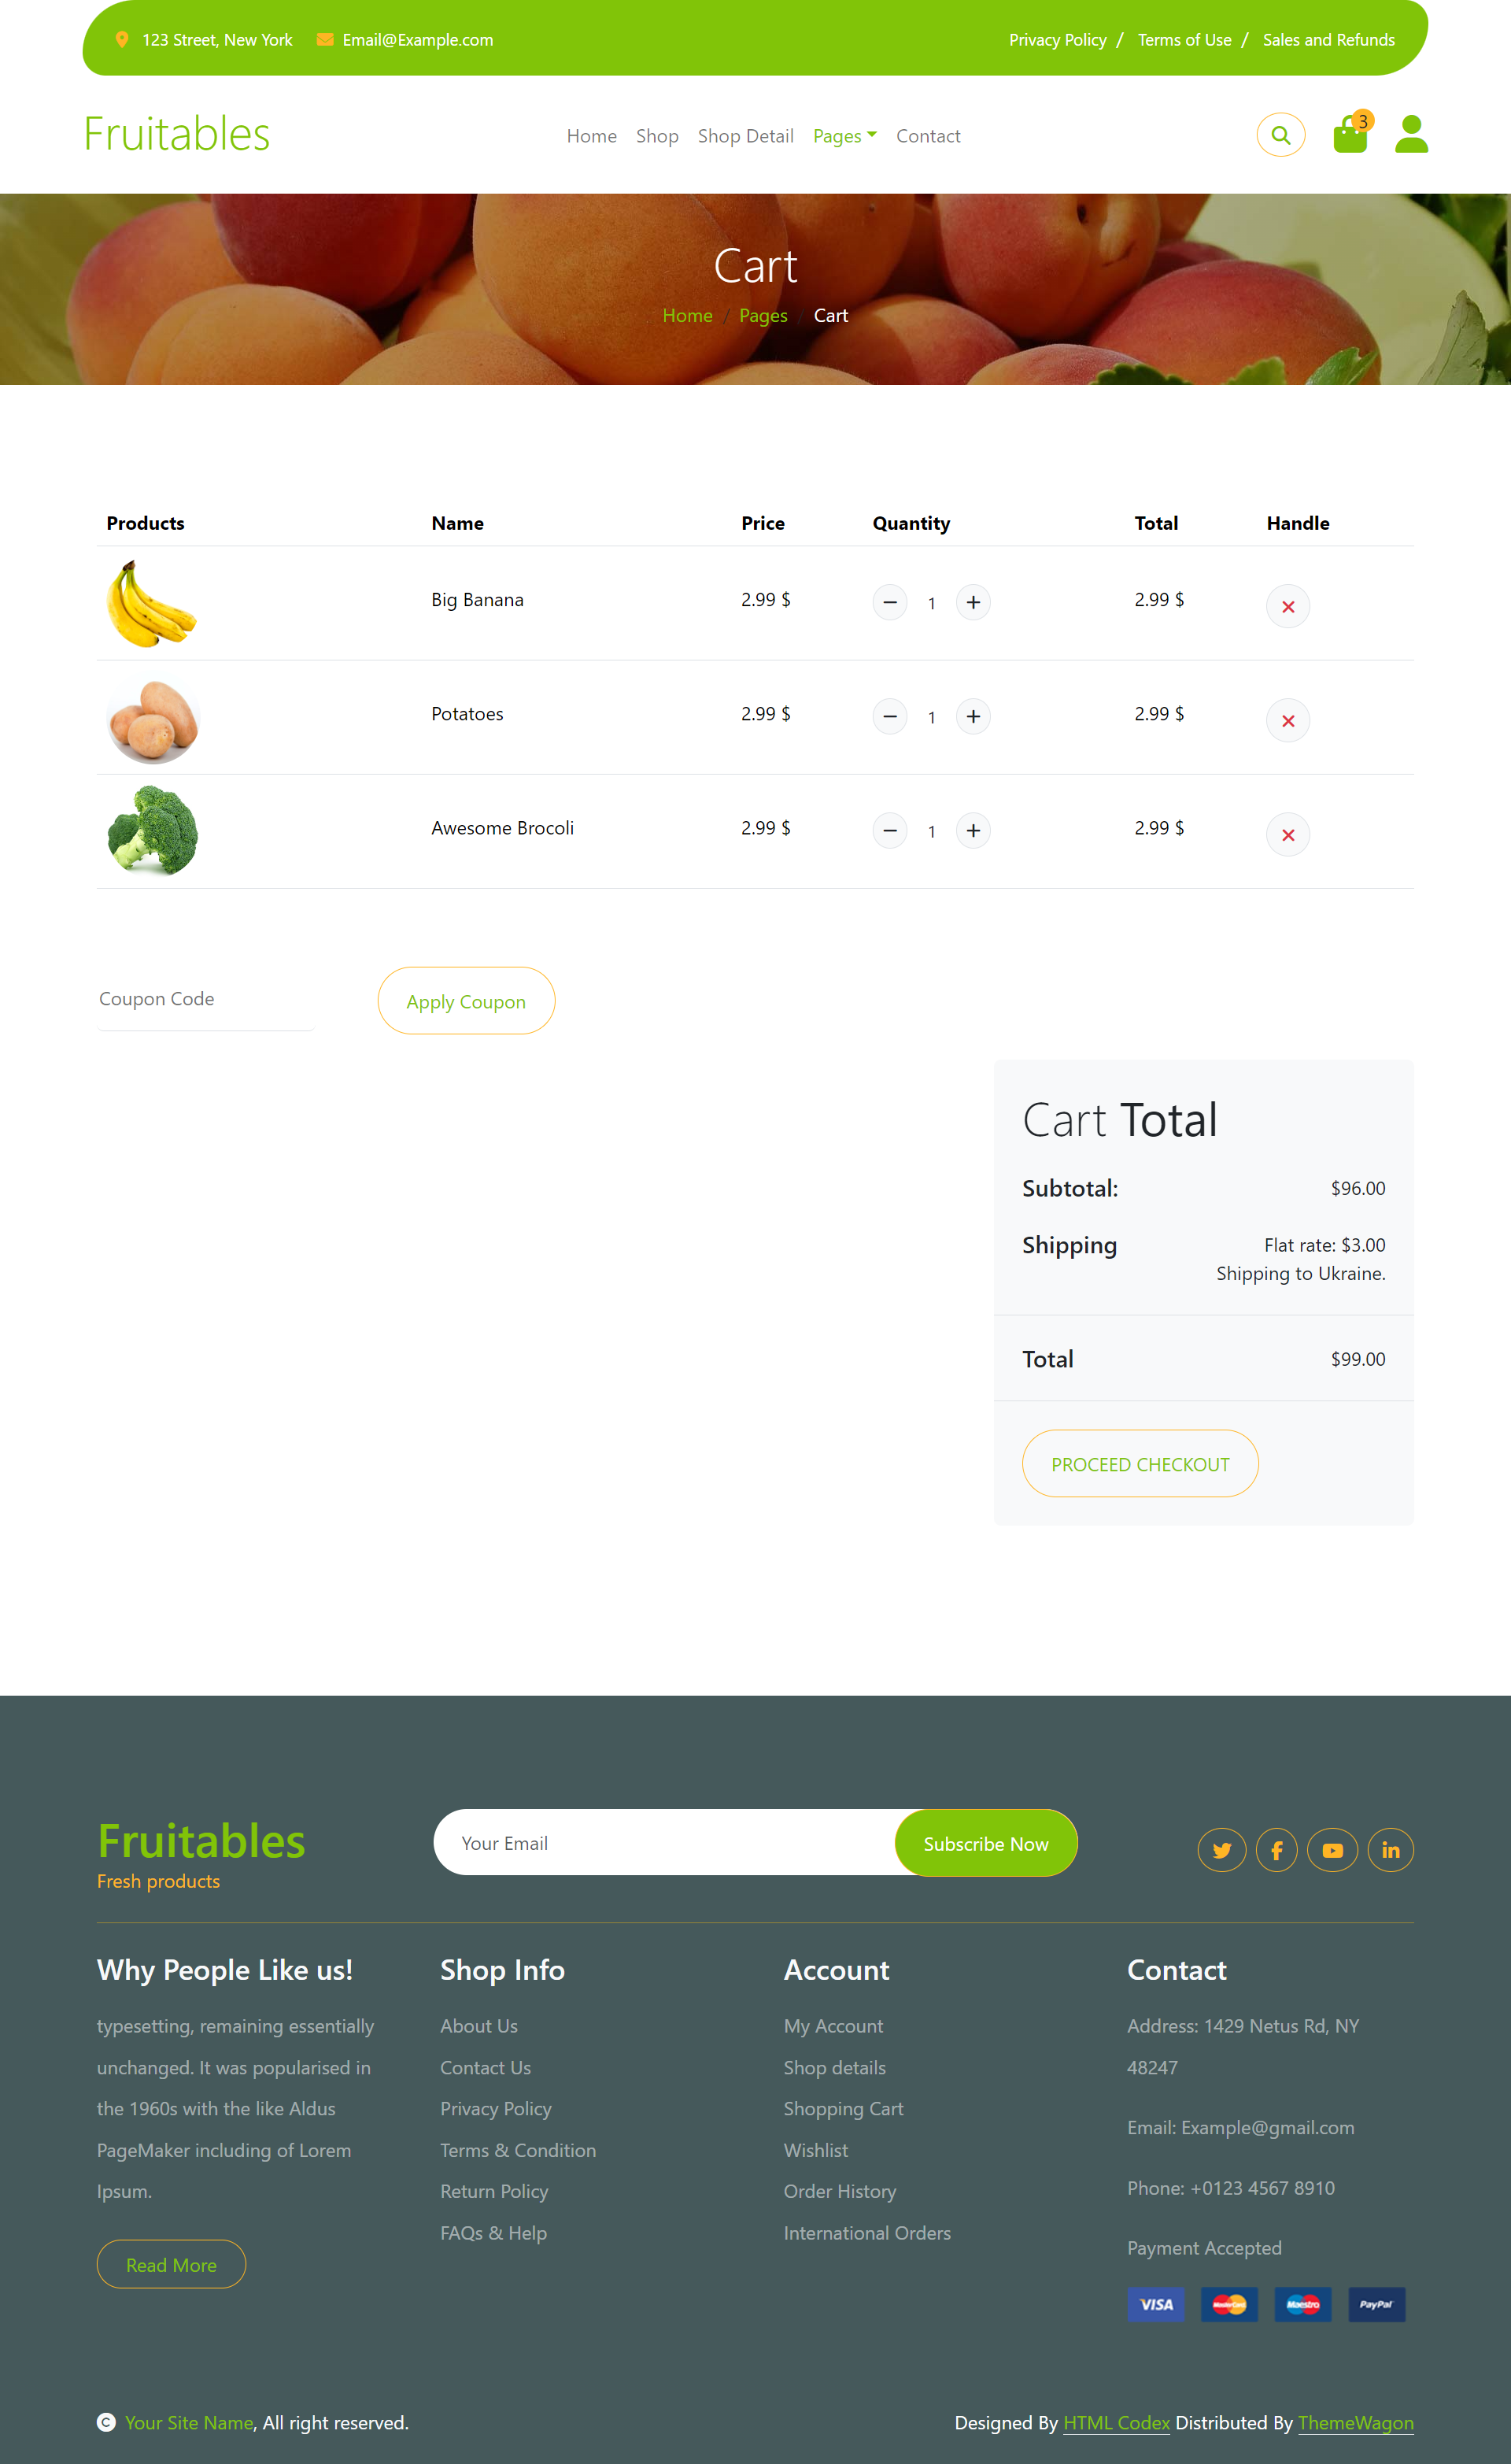 123 Street, New York Email@Example.com Privacy Policy / Terms of Use / Sales and Refunds
Fruitables Home Shop Shop Detail Pages Contact 3
Cart
Home / Pages / Cart
Products Name Price Quantity Total Handle
Big Banana 2.99 $ 1 2.99 $
Potatoes 2.99 $ 1 2.99 $
Awesome Brocoli 2.99 $ 1 2.99 $
Coupon Code Apply Coupon
Cart Total
Subtotal: $96.00
Shipping Flat rate: $3.00
Shipping to Ukraine.
Total $99.00
PROCEED CHECKOUT
Fruitables
Fresh products
Your Email Subscribe Now
Why People Like us!
typesetting, remaining essentially
unchanged. It was popularised in
the 1960s with the like Aldus
PageMaker including of Lorem
Ipsum.
Read More
Shop Info
About Us
Contact Us
Privacy Policy
Terms & Condition
Return Policy
FAQs & Help
Account
My Account
Shop details
Shopping Cart
Wishlist
Order History
International Orders
Contact
Address: 1429 Netus Rd, NY
48247
Email: Example@gmail.com
Phone: +0123 4567 8910
Payment Accepted
VISA MasterCard Maestro PayPal
© Your Site Name, All right reserved. Designed By HTML Codex Distributed By ThemeWagon